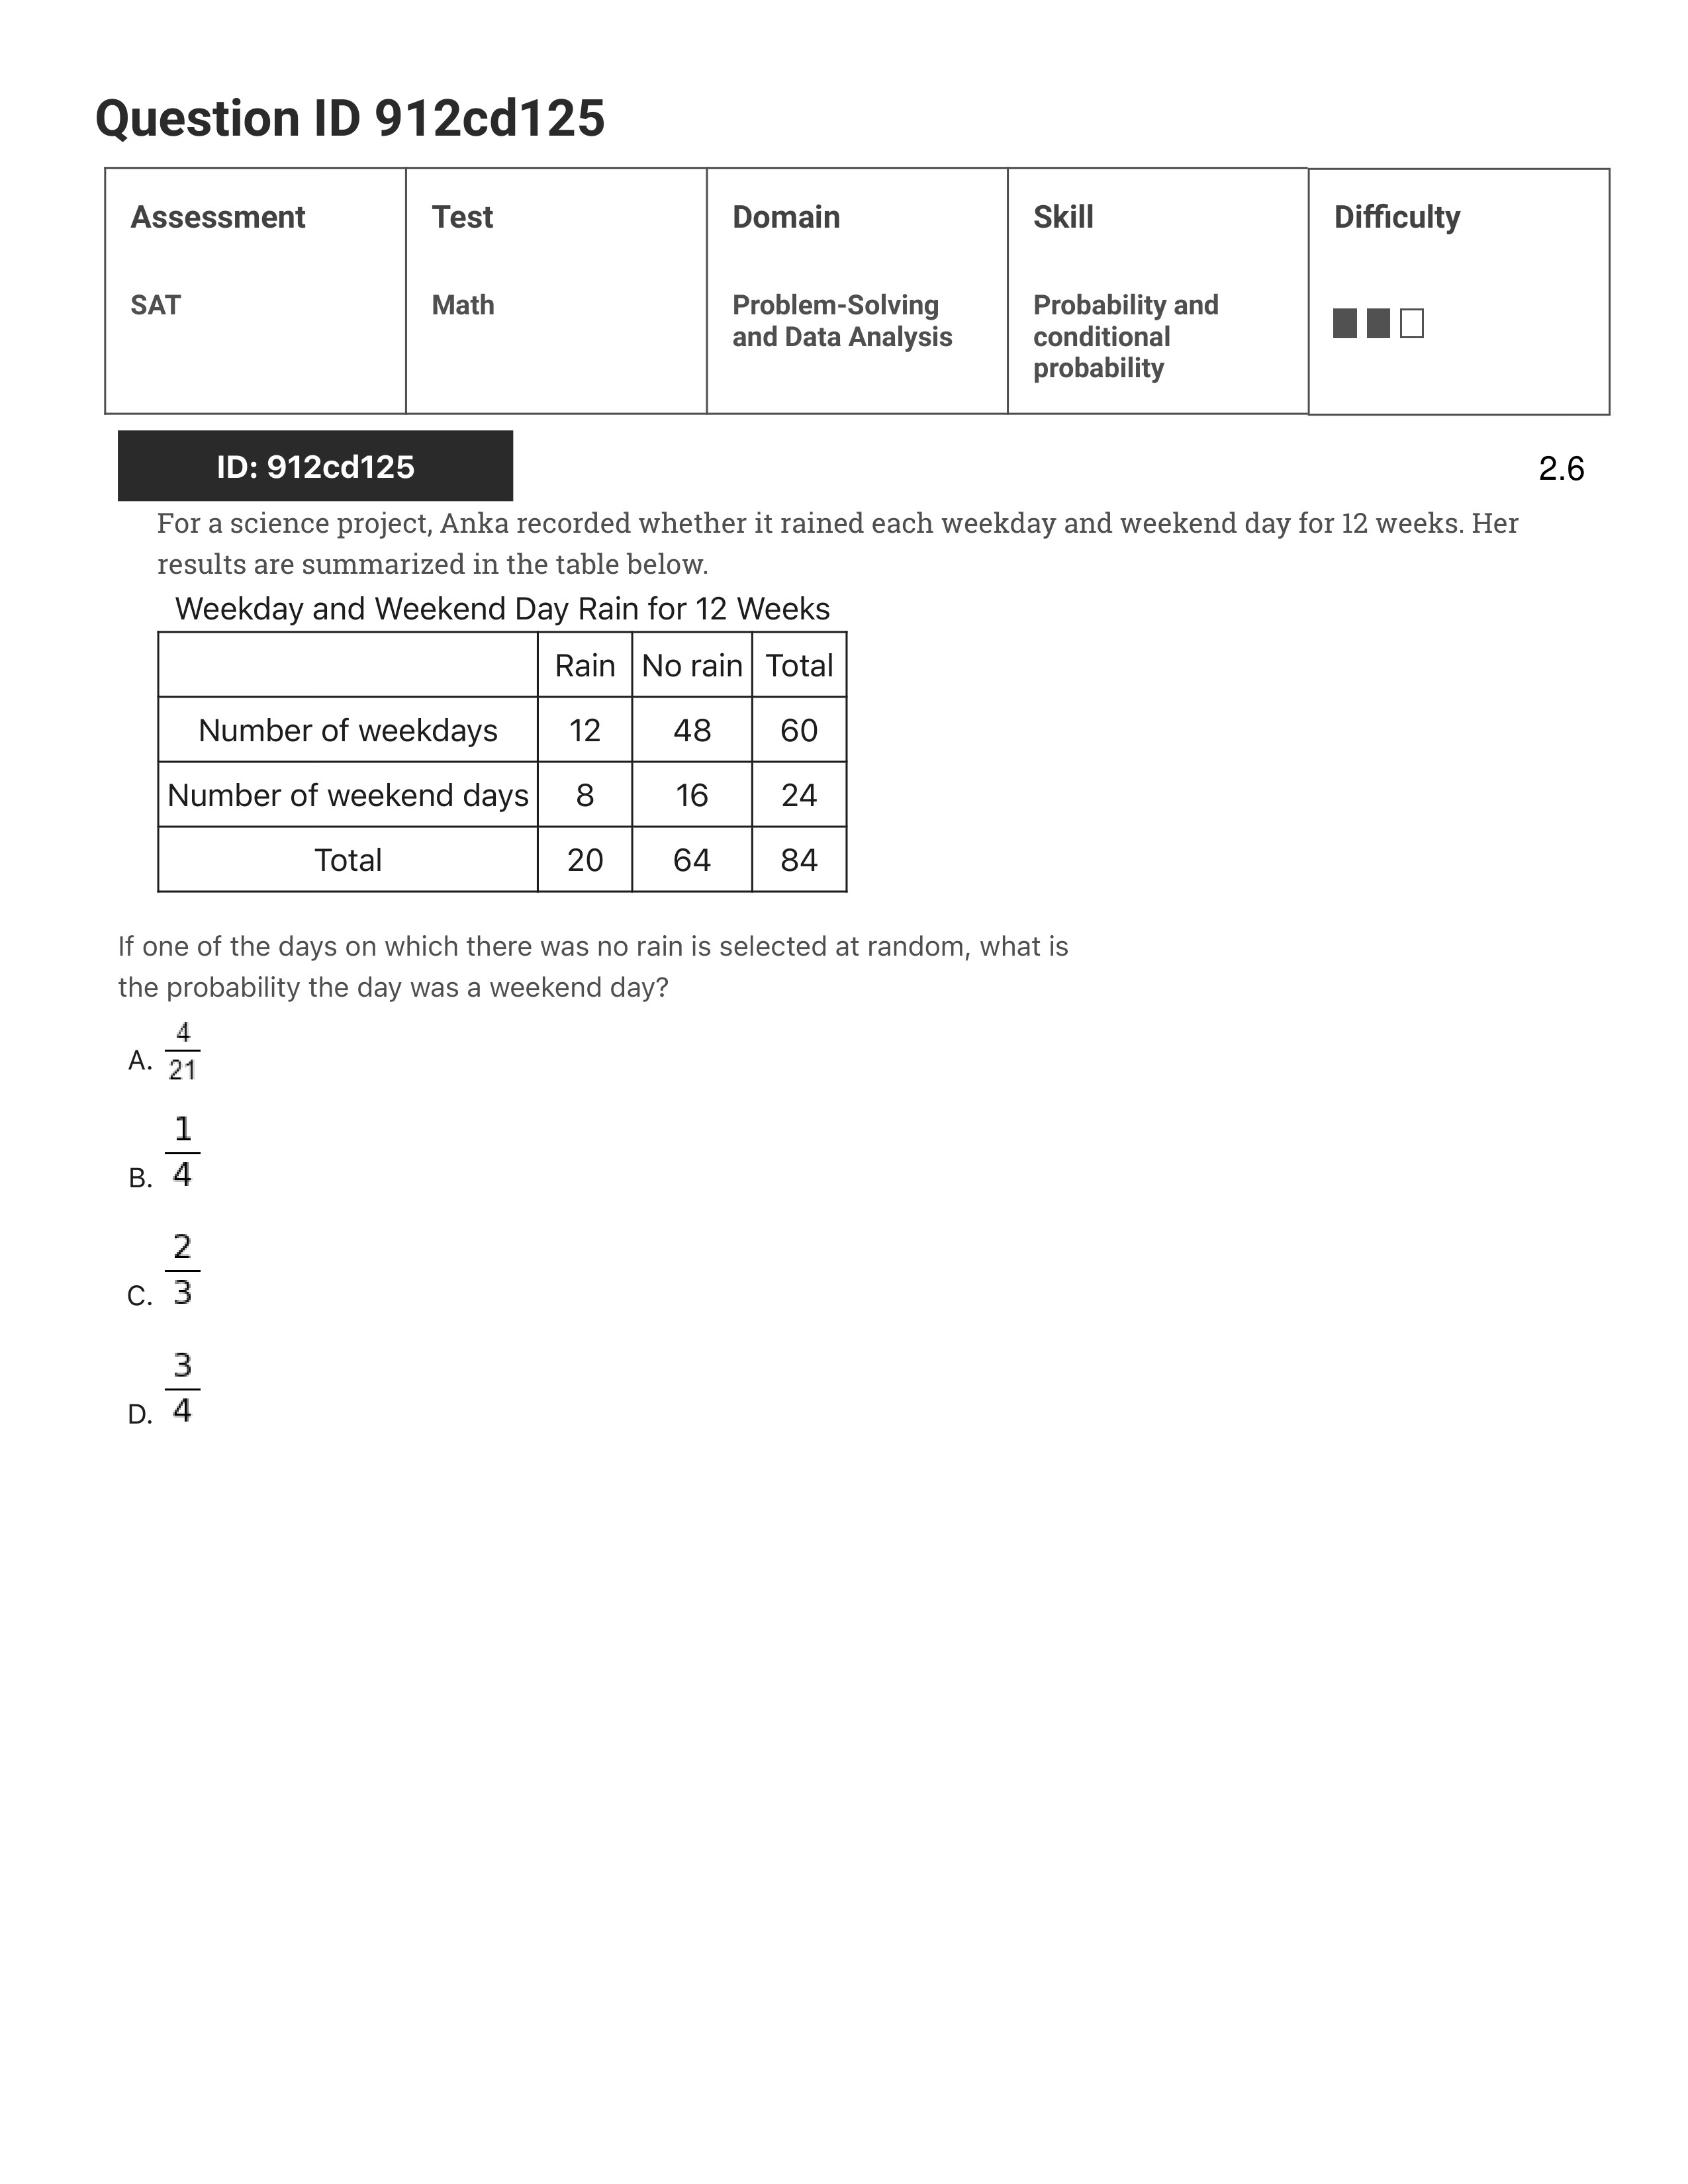 Question ID 912cd125
Assessment Test Domain Skill Difficulty
SAT Math Problem-Solving and Data Analysis Probability and conditional probability
ID: 912cd125 2.6
For a science project, Anka recorded whether it rained each weekday and weekend day for 12 weeks. Her
results are summarized in the table below.
Weekday and Weekend Day Rain for 12 Weeks
Rain No rain Total
Number of weekdays 12 48 60
Number of weekend days 8 16 24
Total 20 64 84
If one of the days on which there was no rain is selected at random, what is
the probability the day was a weekend day?
A. 4/21
B. 1/4
C. 2/3
D. 3/4